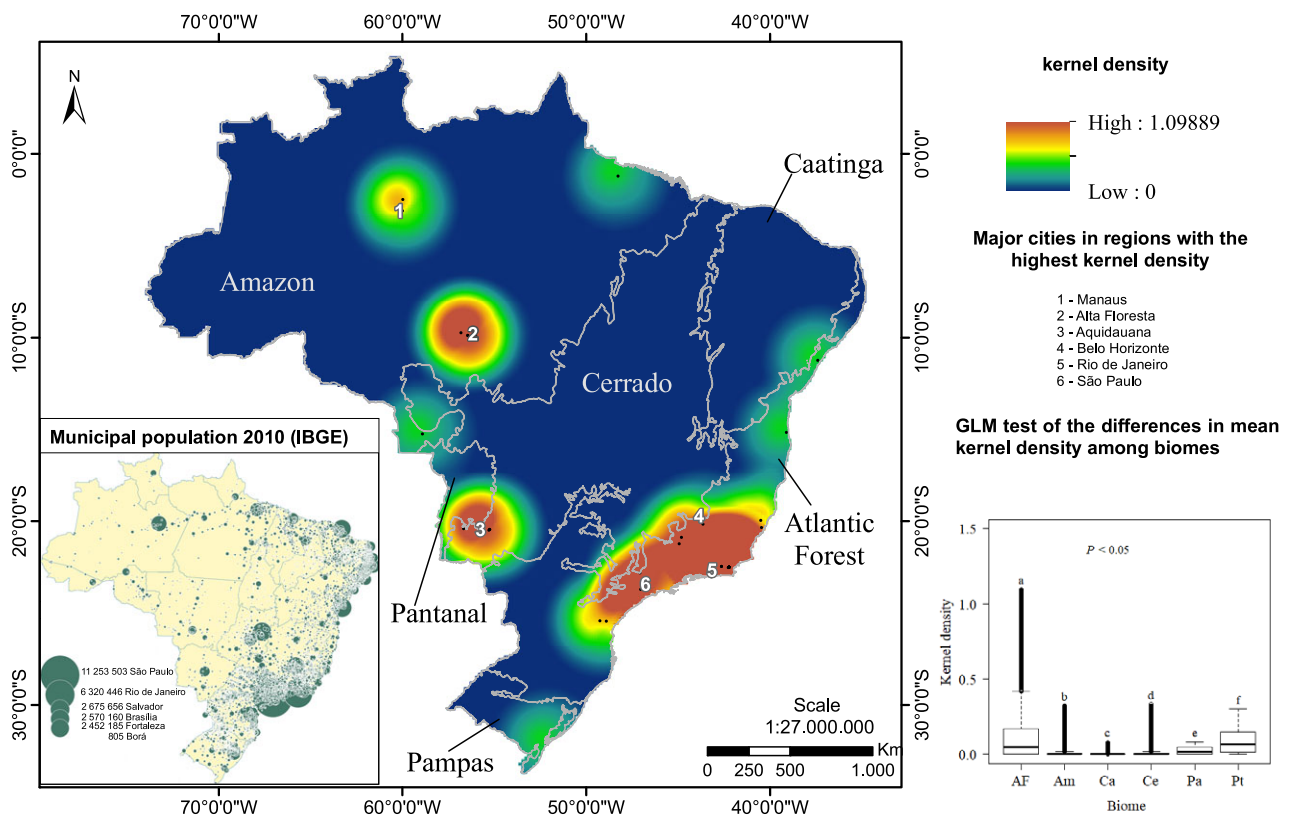 70°0'0"W 60°0'0"W 50°0'0"W 40°0'0"W
N
0°0'0"
10°0'0"S
20°0'0"S
30°0'0"S
Caatinga
Amazon
Cerrado
Atlantic
Forest
Pantanal
Pampas
1
2
3
4
5
6
Scale
1:27.000.000
Km
0 250 500 1.000
Municipal population 2010 (IBGE)
11 253 503 São Paulo
6 320 446 Rio de Janeiro
2 675 656 Salvador
2 570 160 Brasília
2 452 185 Fortaleza
805 Borá
0°0'0"
10°0'0"S
20°0'0"S
30°0'0"S
70°0'0"W 60°0'0"W 50°0'0"W 40°0'0"W
kernel density
High : 1.09889
Low : 0
Major cities in regions with the
highest kernel density
1 - Manaus
2 - Alta Floresta
3 - Aquidauana
4 - Belo Horizonte
5 - Rio de Janeiro
6 - São Paulo
GLM test of the differences in mean
kernel density among biomes
Kernel density
1.5
1.0
0.5
0.0
P < 0.05
a
b
c
d
e
f
AF Am Ca Ce Pa Pt
Biome